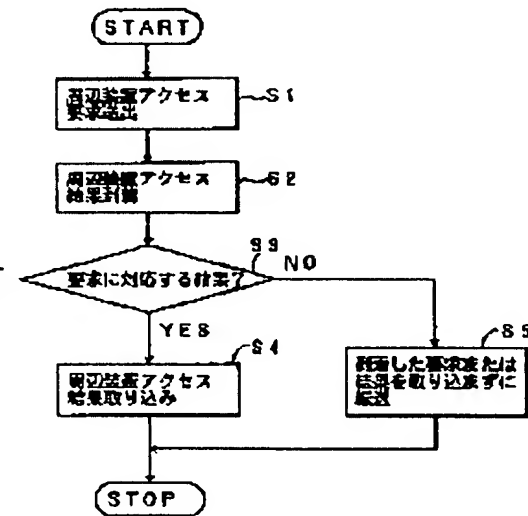 START
周辺装置アクセス
要求送出
S1
周辺装置アクセス
結果到着
S2
S3
要求に対応する結果?
NO
YES
S4
周辺装置アクセス
結果取り込み
S5
到着した要求または
結果を取り込まずに
転送
STOP